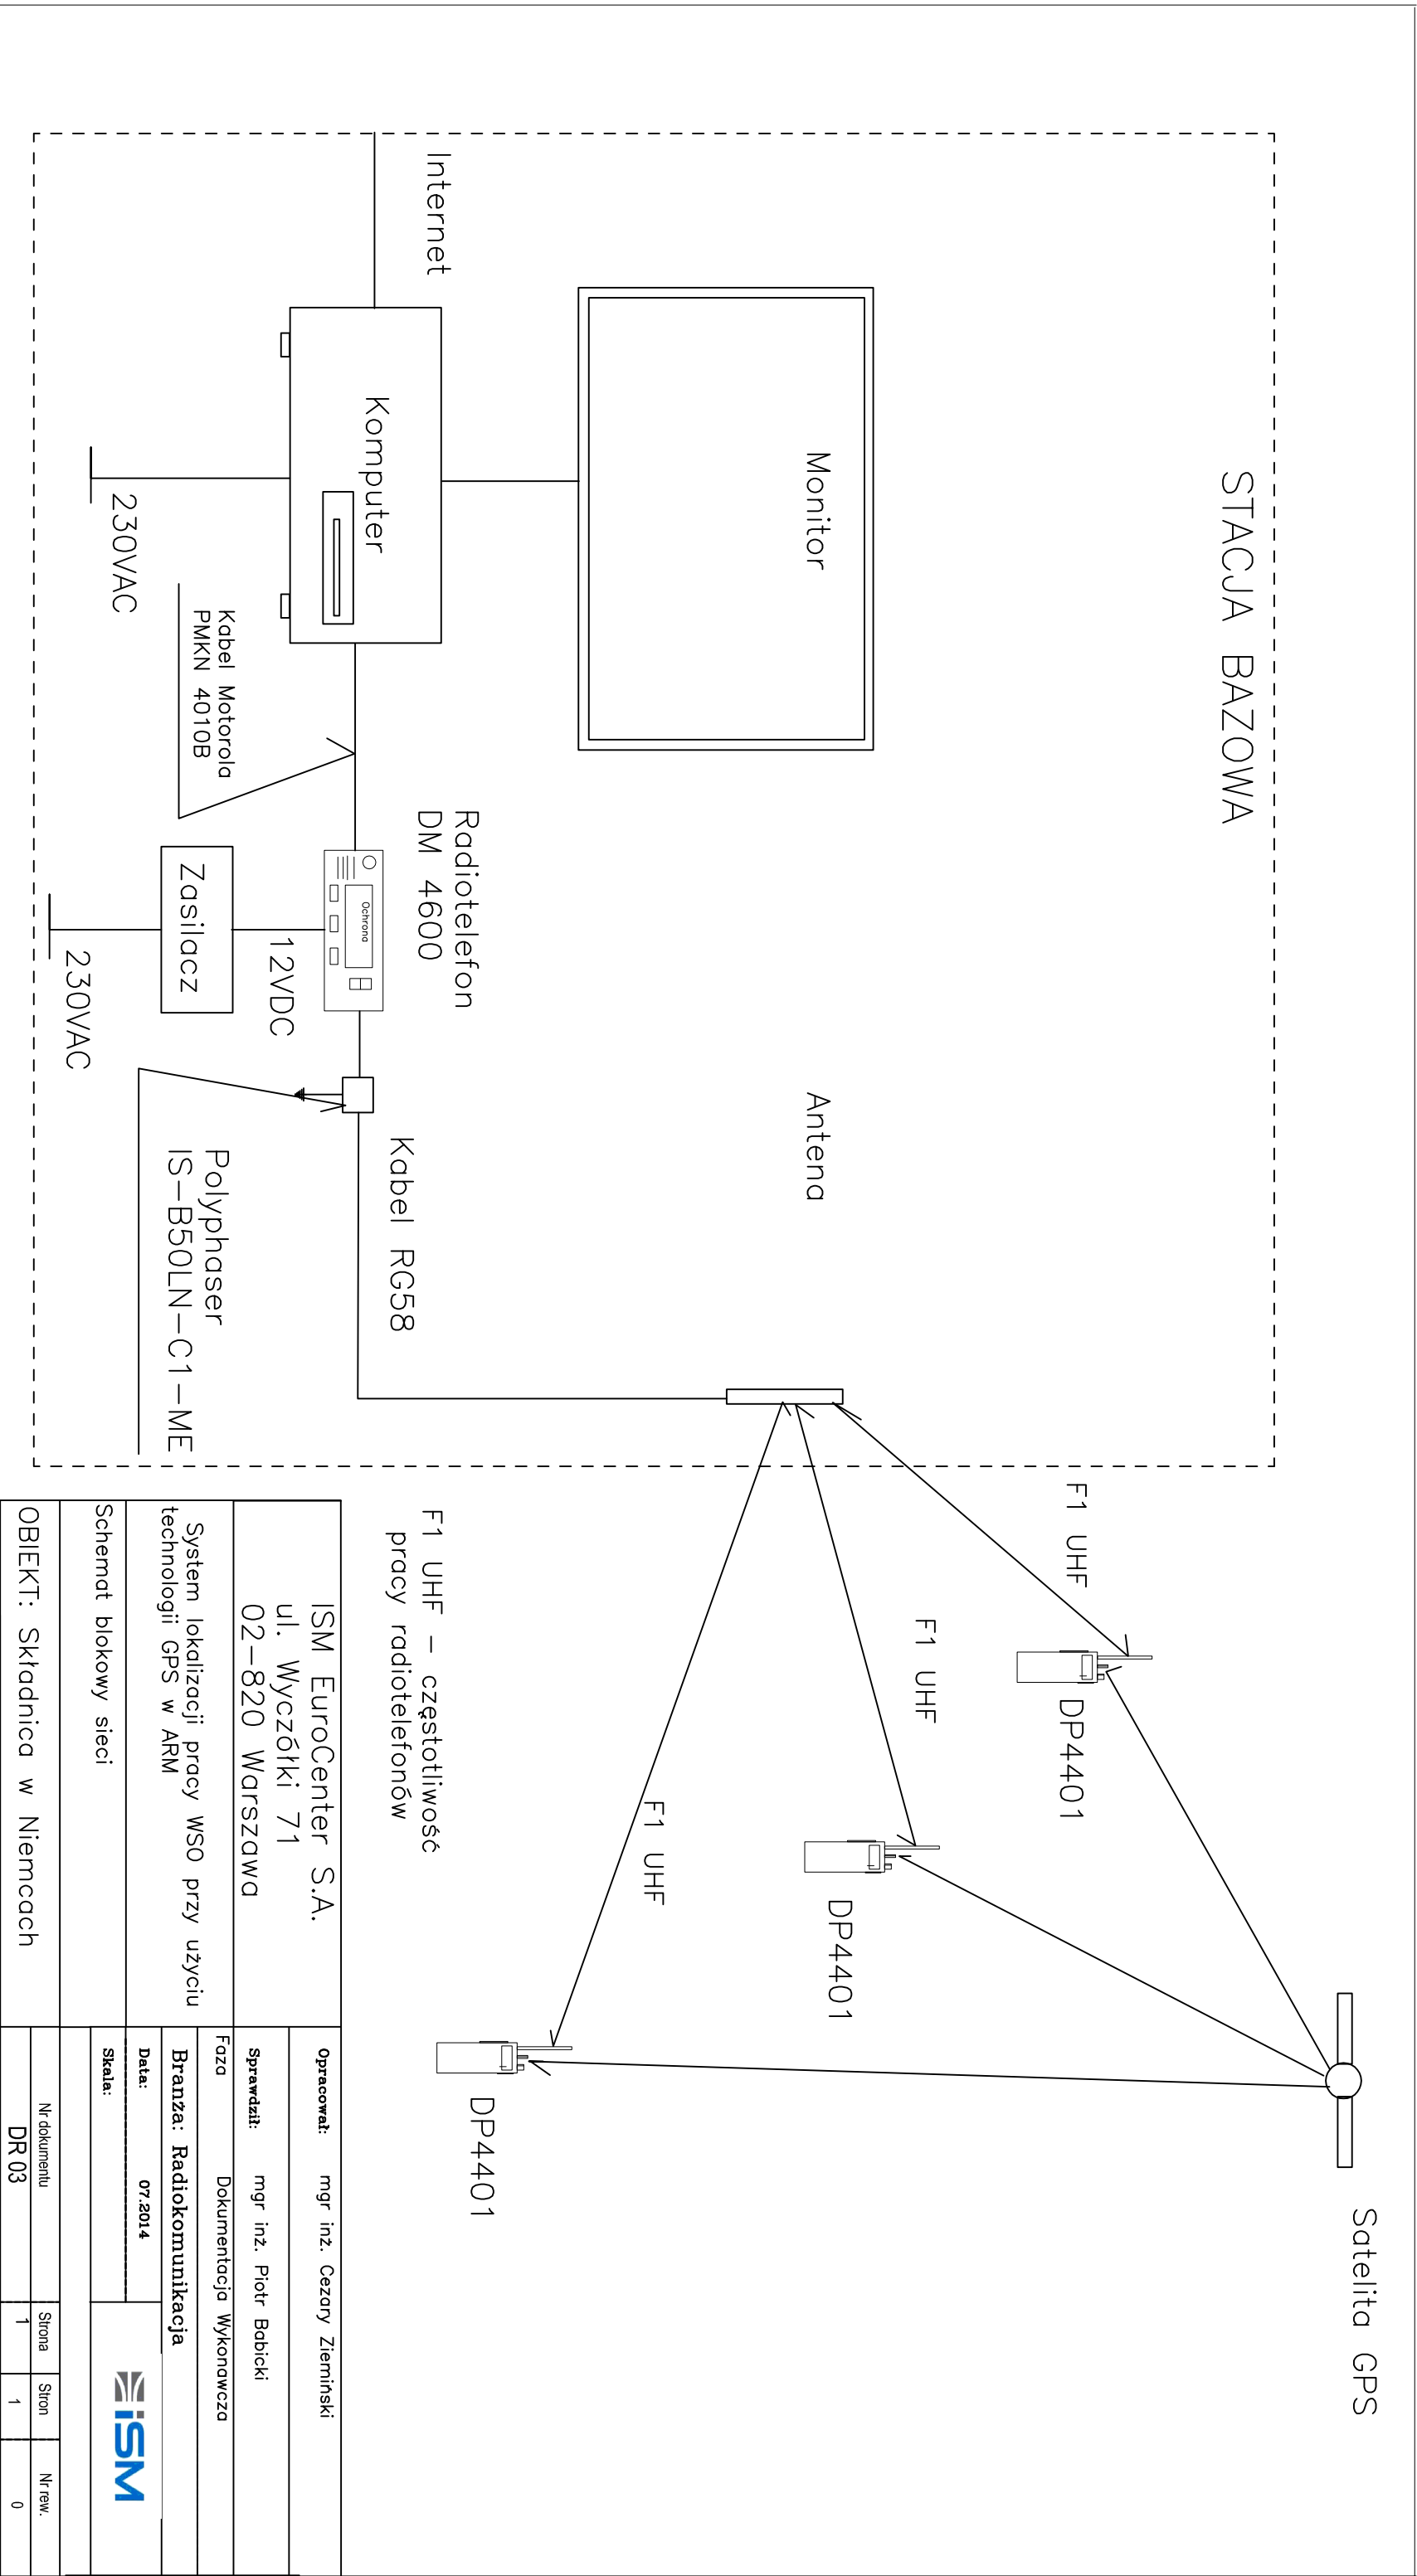 STACJA BAZOWA
Satelita GPS
Monitor
Antena
F1 UHF
DP4401
F1 UHF
DP4401
Internet
Komputer
Radiotelefon
DM 4600
Ochrona
Kabel RG58
F1 UHF
DP4401
Kabel Motorola
PMKN 4010B
12VDC
Zasilacz
230VAC
230VAC
Polyphaser
IS-B50LN-C1-ME
F1 UHF - częstotliwość
pracy radiotelefonów
ISM EuroCenter S.A.
ul. Wyczółki 71
02-820 Warszawa
System lokalizacji pracy WSO przy użyciu
technologii GPS w ARM
Schemat blokowy sieci
OBIEKT: Składnica w Niemcach
Opracował: mgr inż. Cezary Ziemiński
Sprawdził: mgr inż. Piotr Babicki
Faza Dokumentacja Wykonawcza
Branża: Radiokomunikacja
Data: 07.2014
Skala:
iSM
Nr dokumentu Strona Stron Nr rew.
DR 03 1 1 0